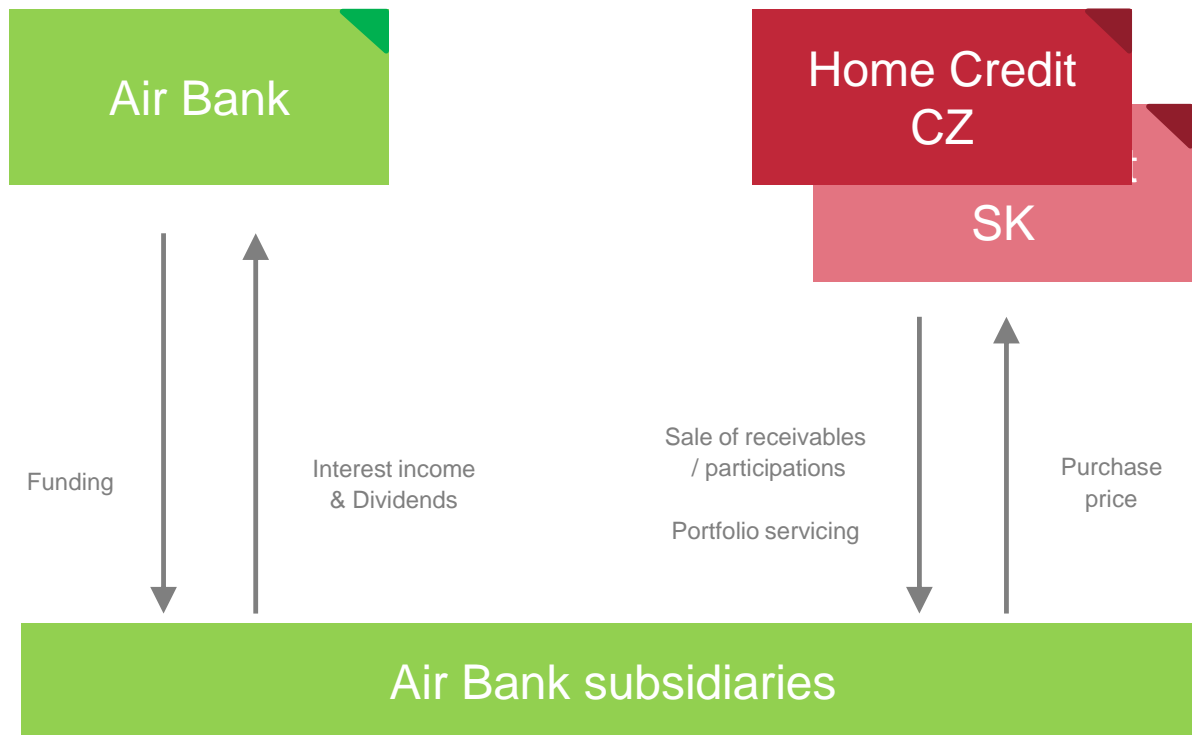 Air Bank
Home Credit
CZ
SK
Funding
Interest income
& Dividends
Sale of receivables
/ participations
Portfolio servicing
Purchase
price
Air Bank subsidiaries